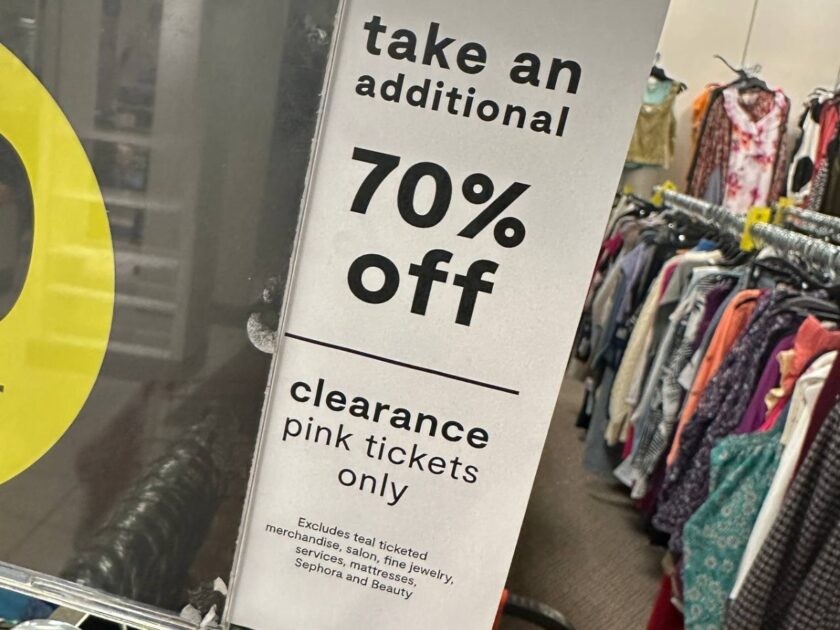 take an
additional
70%
off
clearance
pink tickets
only
Excludes teal ticketed
merchandise, salon, fine jewelry,
services, mattresses,
Sephora and Beauty